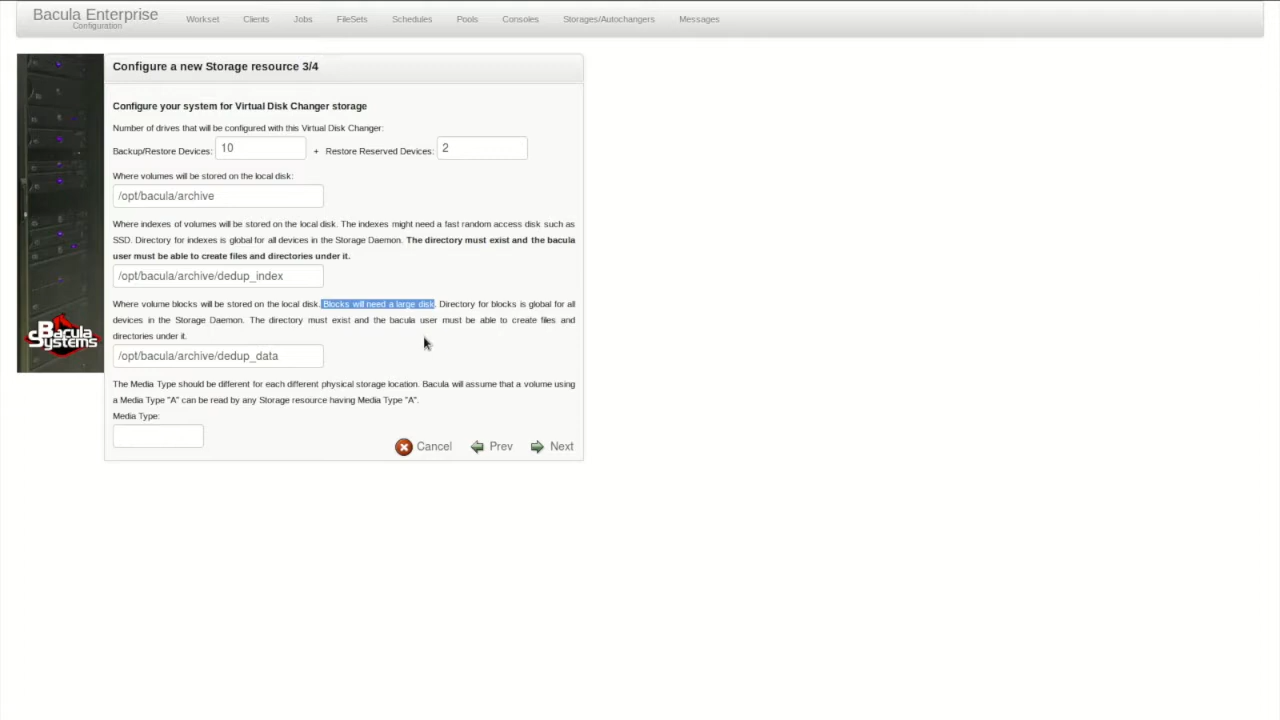 Bacula Enterprise
Configuration
Workset
Clients
Jobs
FileSets
Schedules
Pools
Consoles
Storages/Autochangers
Messages
Configure a new Storage resource 3/4
Configure your system for Virtual Disk Changer storage
Number of drives that will be configured with this Virtual Disk Changer:
Backup/Restore Devices: 10 + Restore Reserved Devices: 2
Where volumes will be stored on the local disk:
/opt/bacula/archive
Where indexes of volumes will be stored on the local disk. The indexes might need a fast random access disk such as
SSD. Directory for indexes is global for all devices in the Storage Daemon. The directory must exist and the bacula
user must be able to create files and directories under it.
/opt/bacula/archive/dedup_index
Where volume blocks will be stored on the local disk. Blocks will need a large disk. Directory for blocks is global for all
devices in the Storage Daemon. The directory must exist and the bacula user must be able to create files and
directories under it.
/opt/bacula/archive/dedup_data
Bacula
Systems
The Media Type should be different for each different physical storage location. Bacula will assume that a volume using
a Media Type "A" can be read by any Storage resource having Media Type "A".
Media Type:
Cancel
Prev
Next